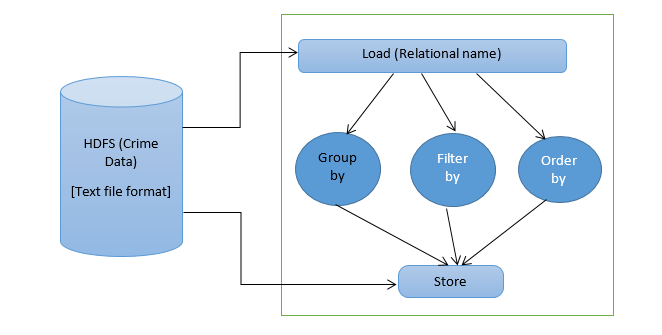 Load (Relational name)
HDFS (Crime
Data)
[Text file format]
Group
by
Filter
by
Order
by
Store